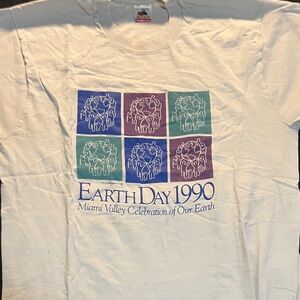 EARTH DAY 1990
Miami Valley Celebration of Our Earth